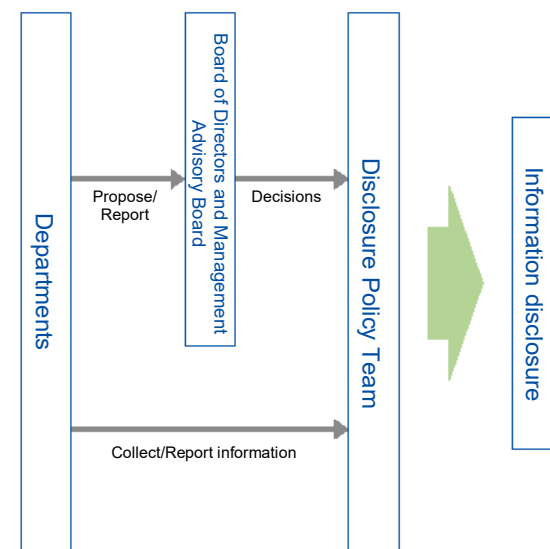 Departments
Propose/
Report
Board of Directors and Management
Advisory Board
Decisions
Collect/Report information
Disclosure Policy Team
Information disclosure